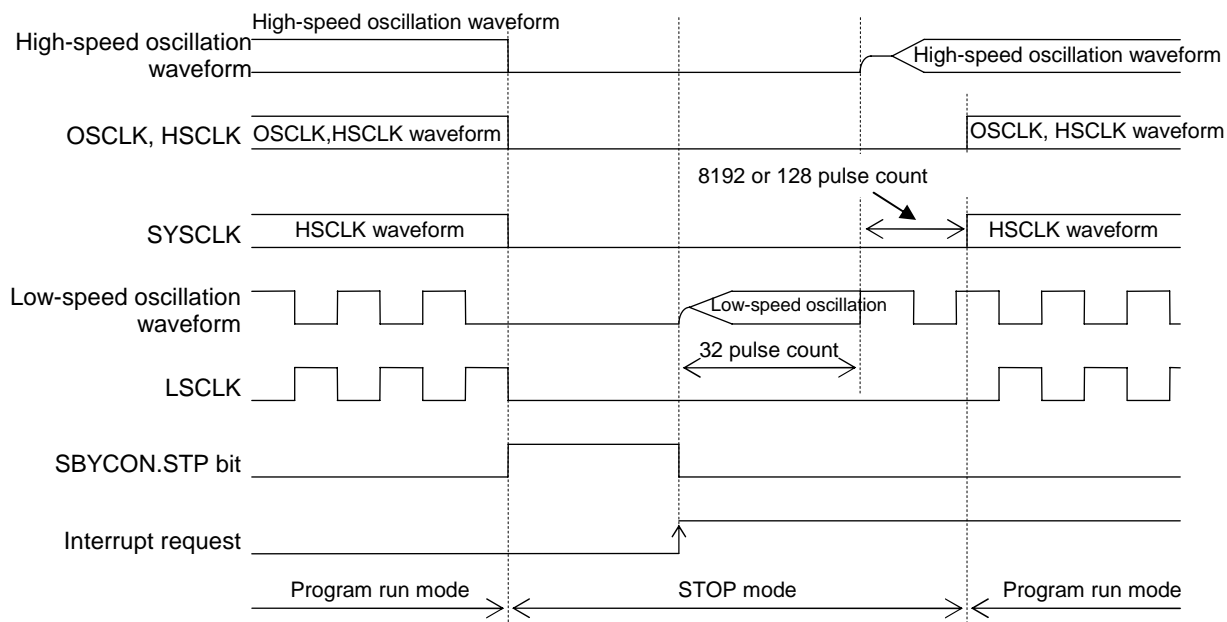 High-speed oscillation waveform
High-speed oscillation
waveform
High-speed oscillation waveform
OSCLK, HSCLK
OSCLK,HSCLK waveform
OSCLK, HSCLK waveform
8192 or 128 pulse count
SYSCLK
HSCLK waveform
HSCLK waveform
Low-speed oscillation
waveform
Low-speed oscillation
32 pulse count
LSCLK
SBYCON.STP bit
Interrupt request
Program run mode
STOP mode
Program run mode